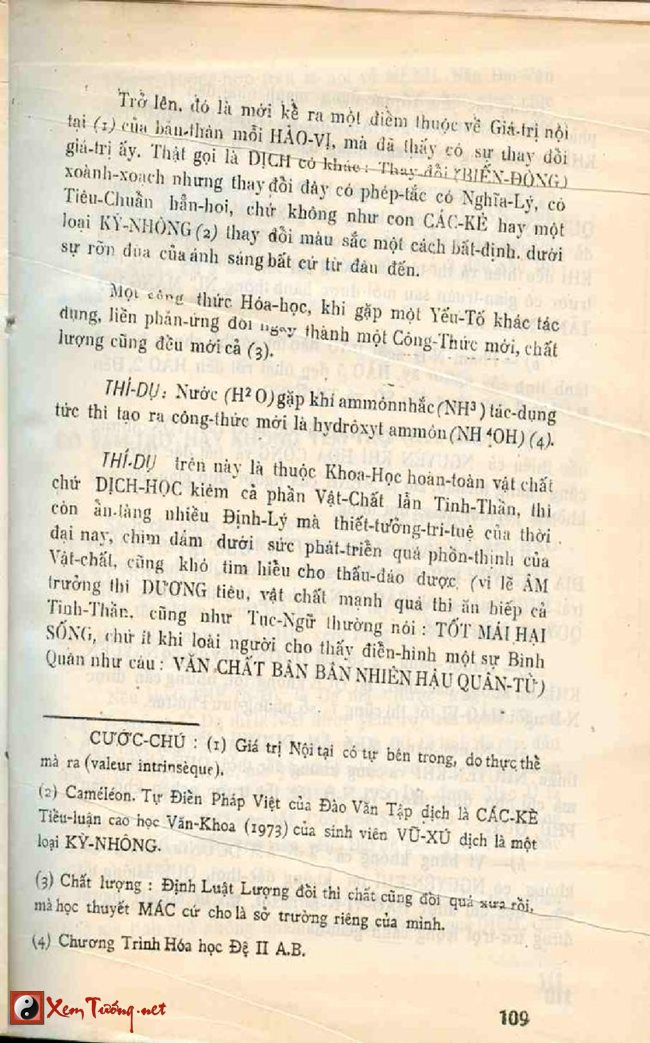 Trở lên, đó là mới kể ra một điểm thuộc về Giá-trị nội
tại (1) của bản-thân mỗi HÀO-VỊ, mà đã thấy có sự thay đổi
giá-trị ấy. Thật gọi là DỊCH có khác: Thay đổi (BIẾN-ĐỘNG)
xoành-xoạch nhưng thay đổi đây có phép-tắc có Nghĩa-Lý, có
Tiêu-Chuẩn hẳn-hoi, chứ không như con CÁC-KÈ hay một
loại KỲ-NHÔNG (2) thay đổi màu sắc một cách bất-định. dưới
sự rỡn đùa của ánh sáng bất cứ từ đâu đến.
Một công thức Hóa-học, khi gặp một Yếu-Tố khác tác
dụng, liền phản-ứng đổi ngay thành một Công-Thức mới, chất
lượng cũng đều mới cả (3).
THÍ-DỤ: Nước (H²O) gặp khí ammônnhắc (NH³) tác-dụng
tức thì tạo ra công-thức mới là hydrôxyt ammôn (NH⁴OH) (4).
THÍ-DỤ trên này là thuộc Khoa-Học hoàn-toàn vật chất
chứ DỊCH-HỌC kiêm cả phần Vật-Chất lẫn Tinh-Thần, thì
còn ẩn-tàng nhiều Định-Lý mà thiết-tưởng-trí-tuệ của thời
đại nay, chìm đắm dưới sức phát-triển quá phồn-thịnh của
Vật-chất, cũng khó tìm hiểu cho thấu-đáo được. (vì lẽ ÂM
trưởng thì DƯƠNG tiêu, vật chất mạnh quá thì ăn hiếp cả
Tinh-Thần. cũng như Tục-Ngữ thường nói : TỐT MÁI HẠI
SỐNG, chứ ít khi loài người cho thấy điển-hình một sự Bình
Quân như câu : VĂN CHẤT BÂN BÂN NHIÊN HẬU QUÂN-TỬ)
CƯỚC-CHÚ : (1) Giá trị Nội tại có tự bên trong, do thực thể
mà ra (valeur intrinsèque).
(2) Caméléon. Tự Điển Pháp Việt của Đào Văn Tập dịch là CÁC-KÈ
Tiểu-luận cao học Văn-Khoa (1973) của sinh viên VŨ-XÚ dịch là một
loại KỲ-NHÔNG.
(3) Chất lượng : Định Luật Lượng đổi thì chất cũng đổi quá xưa rồi,
mà học thuyết MÁC cứ cho là sở trường riêng của mình.
(4) Chương Trình Hóa học Đệ II A.B.
XemTướng.net
109